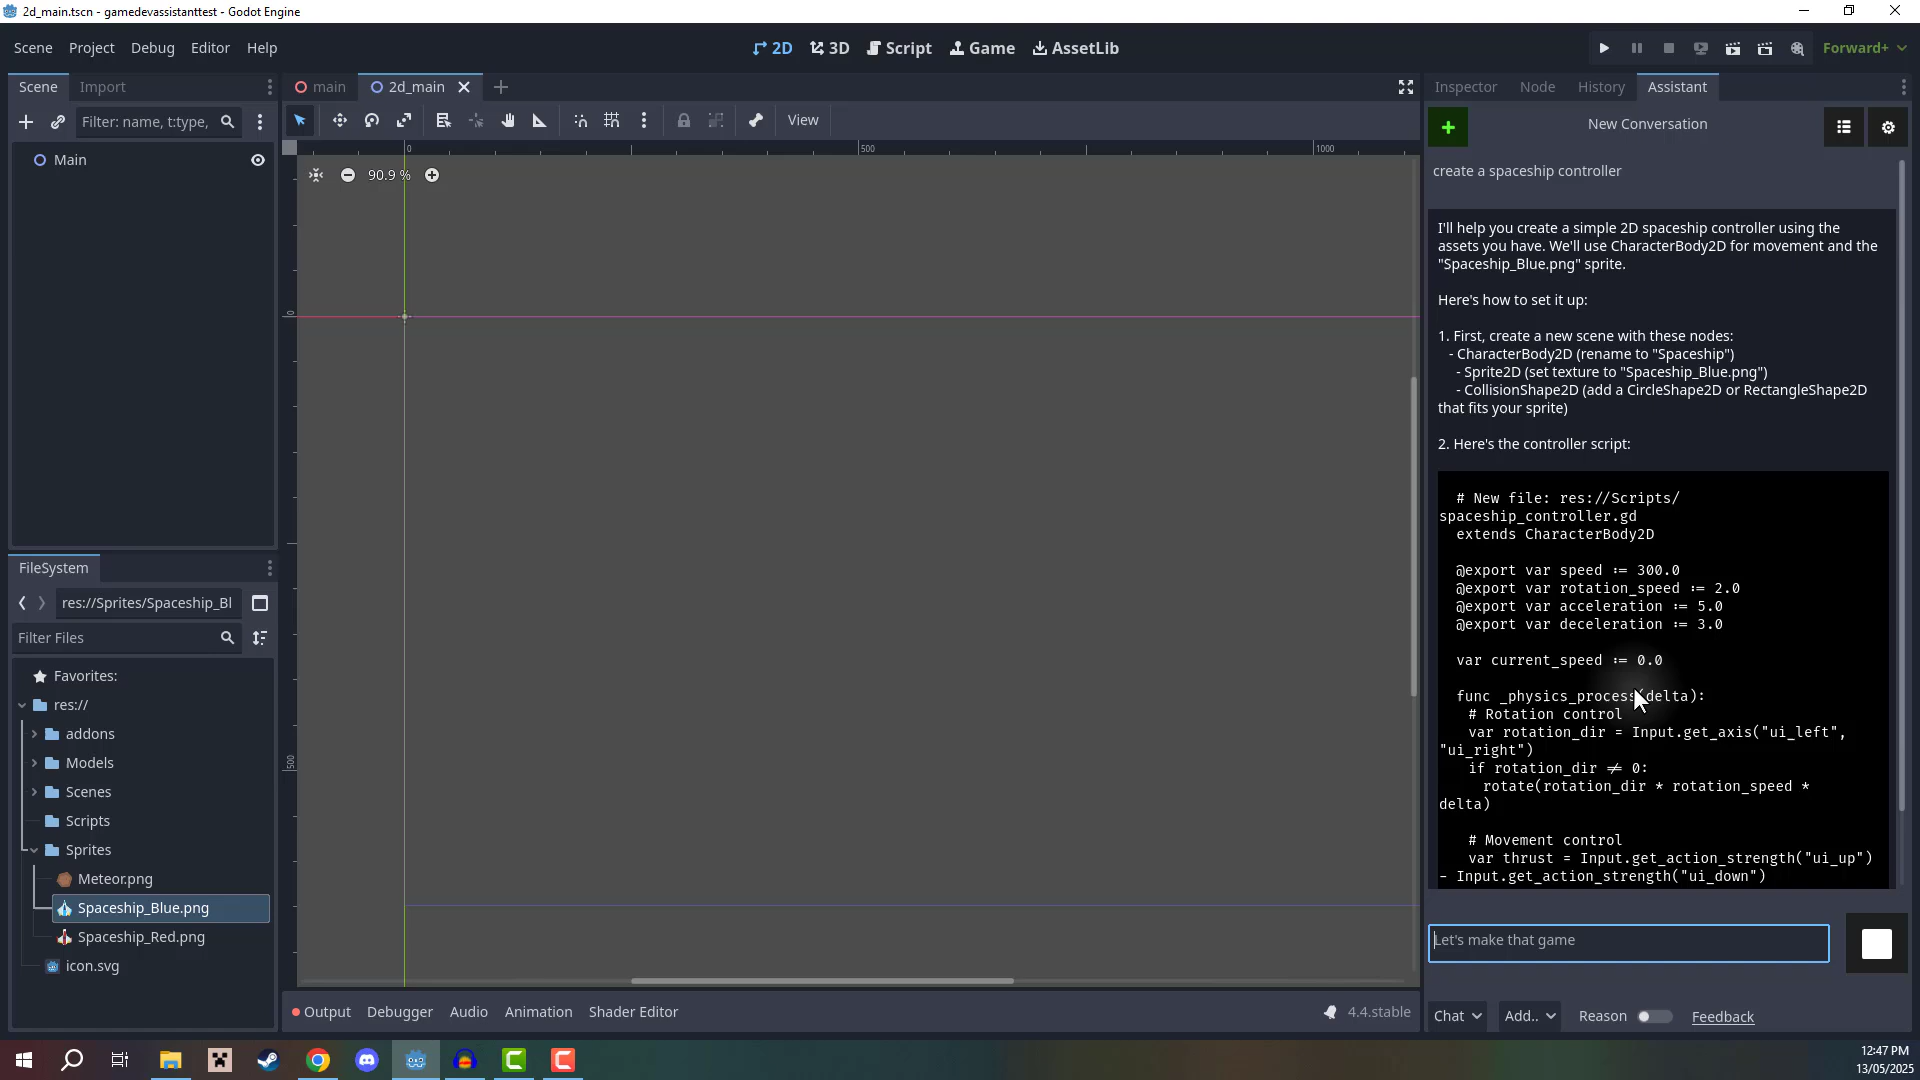 2d_main.tscn - gamedevassistanttest - Godot Engine
Scene Project Debug Editor Help
2D 3D Script Game AssetLib
Forward+
Scene Import
main 2d_main
Inspector Node History Assistant
Filter: name, t:type,
View
New Conversation
Main
0 500 1000
90.9 %
0
500
create a spaceship controller
I'll help you create a simple 2D spaceship controller using the
assets you have. We'll use CharacterBody2D for movement and the
"Spaceship_Blue.png" sprite.
Here's how to set it up:
1. First, create a new scene with these nodes:
- CharacterBody2D (rename to "Spaceship")
- Sprite2D (set texture to "Spaceship_Blue.png")
- CollisionShape2D (add a CircleShape2D or RectangleShape2D
that fits your sprite)
2. Here's the controller script:
# New file: res://Scripts/
spaceship_controller.gd
extends CharacterBody2D
@export var speed := 300.0
@export var rotation_speed := 2.0
@export var acceleration := 5.0
@export var deceleration := 3.0
var current_speed := 0.0
func _physics_process(delta):
# Rotation control
var rotation_dir = Input.get_axis("ui_left",
"ui_right")
if rotation_dir != 0:
rotate(rotation_dir * rotation_speed *
delta)
# Movement control
var thrust = Input.get_action_strength("ui_up")
- Input.get_action_strength("ui_down")
Let's make that game
Chat Add.. Reason Feedback
FileSystem
res://Sprites/Spaceship_Bl
Filter Files
Favorites:
res://
addons
Models
Scenes
Scripts
Sprites
Meteor.png
Spaceship_Blue.png
Spaceship_Red.png
icon.svg
Output Debugger Audio Animation Shader Editor
4.4.stable
12:47 PM
13/05/2025